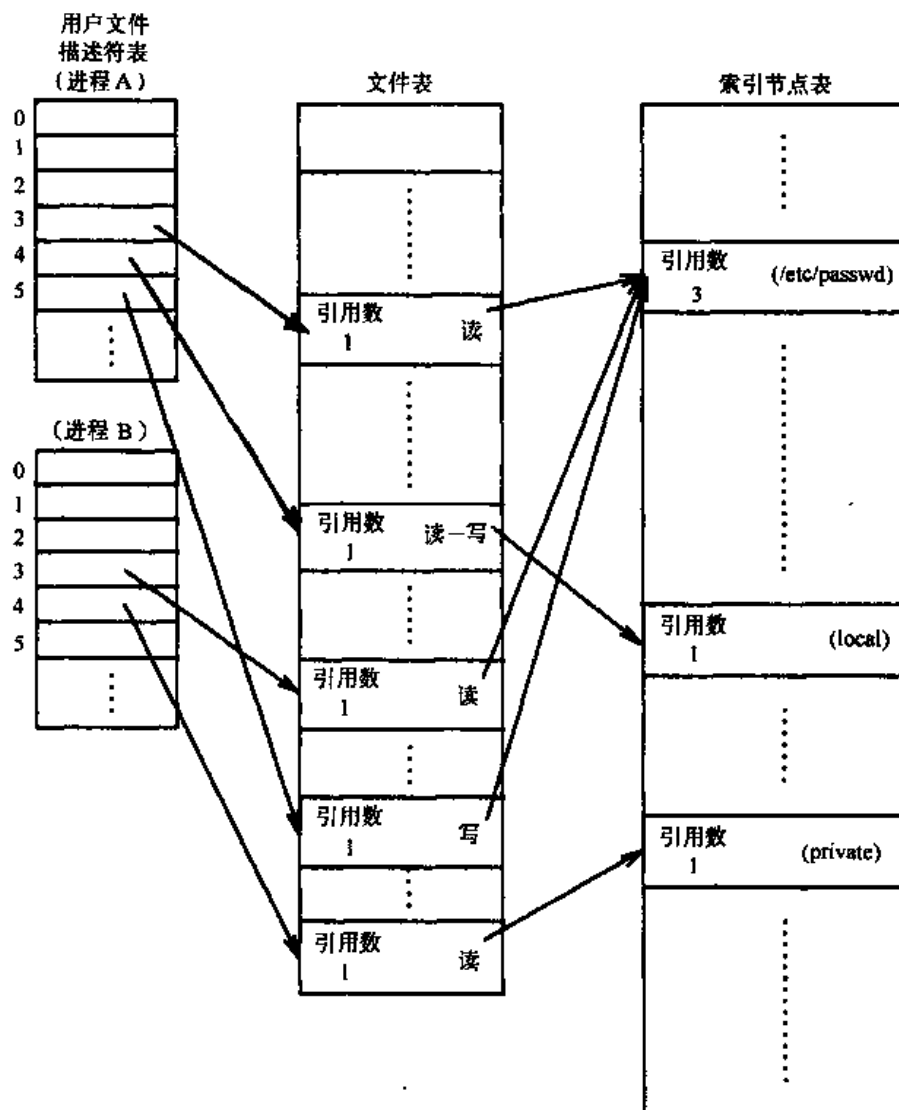 用户文件
描述符表
(进程A)
文件表
索引节点表
0
1
2
3
4
5
引用数
1
读
引用数
3
(/etc/passwd)
(进程 B)
0
1
2
3
4
5
引用数
1
读-写
引用数
1
(local)
引用数
1
读
引用数
1
写
引用数
1
(private)
引用数
1
读